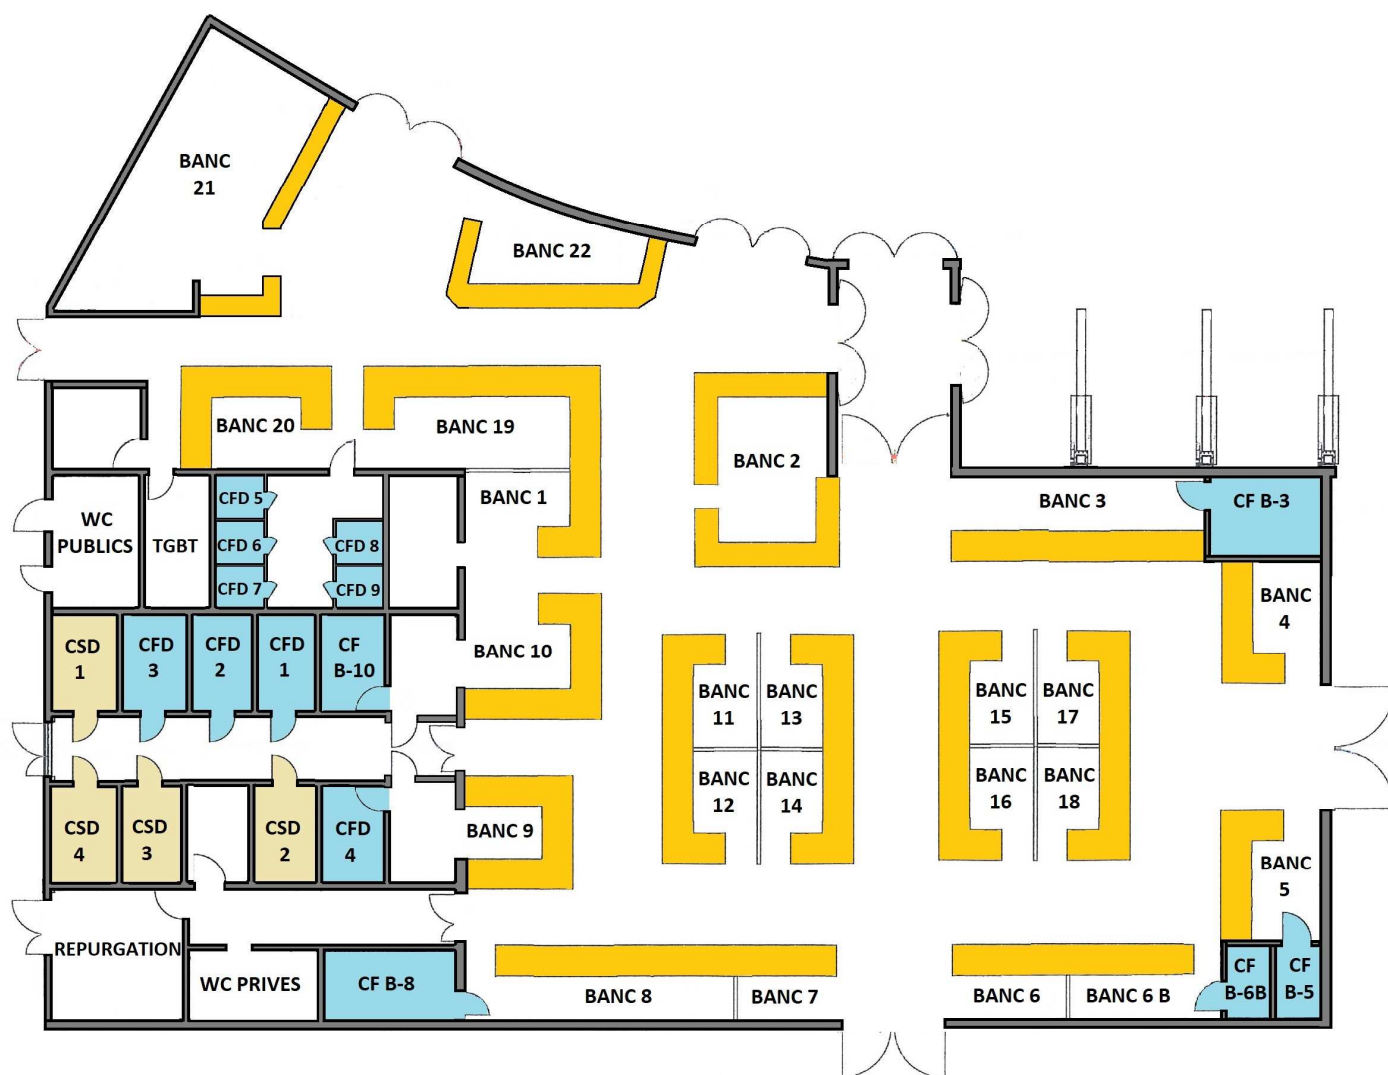 BANC
21
BANC 22
BANC 20
BANC 19
BANC 2
BANC 1
BANC 3
CF B-3
CFD 5
CFD 6
CFD 7
CFD 8
CFD 9
WC
PUBLICS
TGBT
BANC
4
CSD
1
CFD
3
CFD
2
CFD
1
CF
B-10
BANC 10
BANC
11
BANC
13
BANC
15
BANC
17
BANC
12
BANC
14
BANC
16
BANC
18
CSD
4
CSD
3
CSD
2
CFD
4
BANC 9
BANC
5
REPURGATION
WC PRIVES
CF B-8
BANC 8
BANC 7
BANC 6
BANC 6 B
CF
B-6B
CF
B-5